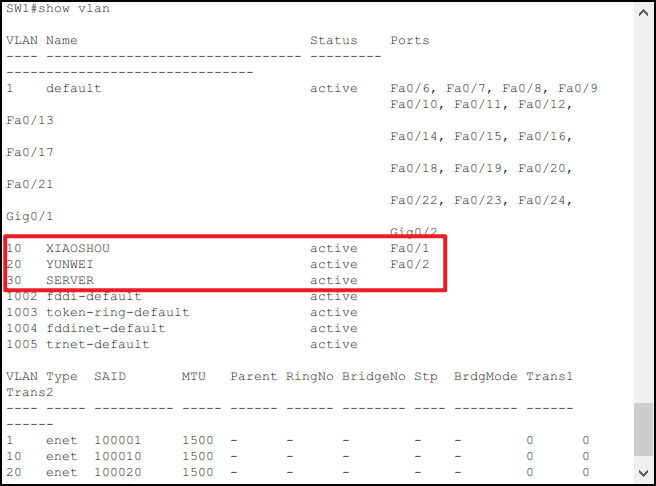 SW1#show vlan
VLAN Name Status Ports
---- -------------------------------- --------- -------------------------------
1 default active Fa0/6, Fa0/7, Fa0/8, Fa0/9
Fa0/10, Fa0/11, Fa0/12,
Fa0/13
Fa0/14, Fa0/15, Fa0/16,
Fa0/17
Fa0/18, Fa0/19, Fa0/20,
Fa0/21
Fa0/22, Fa0/23, Fa0/24,
Gig0/1
Gig0/2
10 XIAOSHOU active Fa0/1
20 YUNWEI active Fa0/2
30 SERVER active
1002 fddi-default active
1003 token-ring-default active
1004 fddinet-default active
1005 trnet-default active
VLAN Type SAID MTU Parent RingNo BridgeNo Stp BrdgMode Trans1
Trans2
---- ----- ---------- ----- ------ ------ -------- ---- -------- ------
------
1 enet 100001 1500 - - - - - 0 0
10 enet 100010 1500 - - - - - 0 0
20 enet 100020 1500 - - - - - 0 0